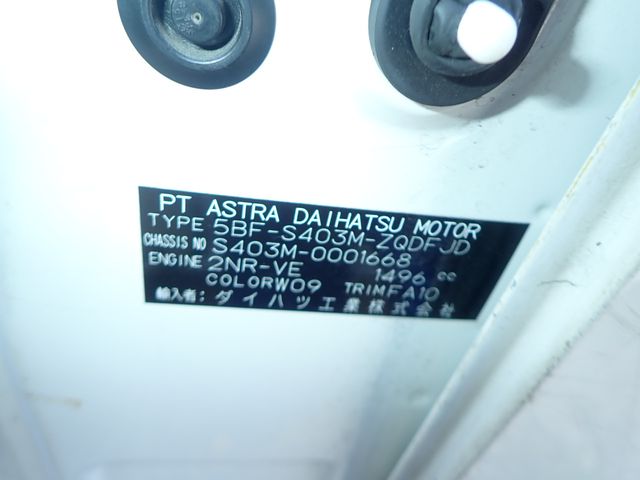 PT ASTRA DAIHATSU MOTOR
TYPE 5BF-S403M-ZQDFJD
CHASSIS NO S403M-0001668
ENGINE 2NR-VE 1496 cc
COLOR W09 TRIM FA10
輸入者: ダイハツ工業株式会社